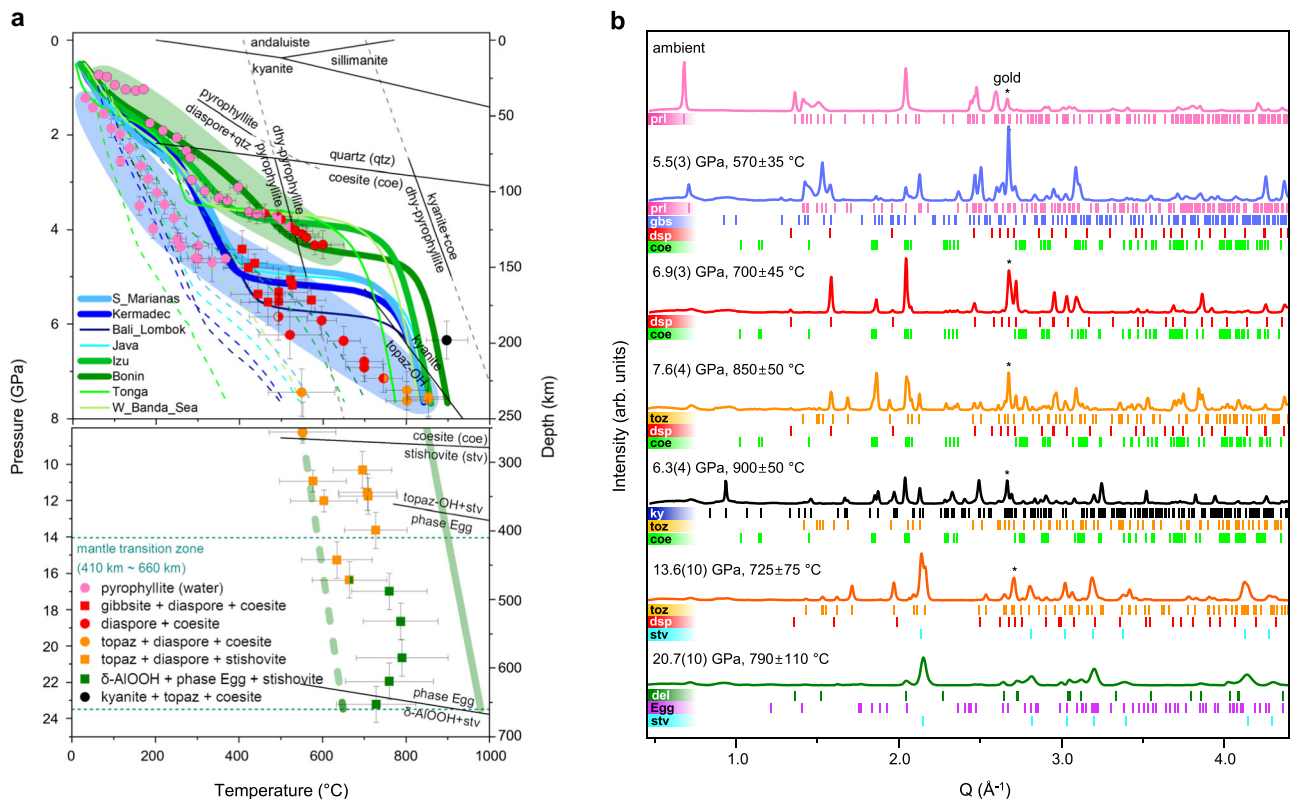 a
0
2
4
6
8
10
12
14
16
18
20
22
24
Pressure (GPa)
0
50
100
150
200
250
300
400
500
600
700
Depth (km)
0
200
400
600
800
1000
Temperature (°C)
andaluiste
sillimanite
kyanite
pyrophyllite
diaspore+qtz
dhy-pyrophyllite
pyrophyllite
quartz (qtz)
coesite (coe)
kyanite+coe
dhy-pyrophyllite
kyanite
topaz-OH
S_Marianas
Kermadec
Bali_Lombok
Java
Izu
Bonin
Tonga
W_Banda_Sea
coesite (coe)
stishovite (stv)
topaz-OH+stv
phase Egg
mantle transition zone
(410 km ~ 660 km)
pyrophyllite (water)
gibbsite + diaspore + coesite
diaspore + coesite
topaz + diaspore + coesite
topaz + diaspore + stishovite
δ-AlOOH + phase Egg + stishovite
kyanite + topaz + coesite
phase Egg
δ-AlOOH+stv
b
Intensity (arb. units)
ambient
gold
*
prl
5.5(3) GPa, 570±35 °C
prl
gbs
dsp
coe
6.9(3) GPa, 700±45 °C
*
dsp
coe
7.6(4) GPa, 850±50 °C
*
toz
dsp
coe
6.3(4) GPa, 900±50 °C
*
ky
toz
coe
13.6(10) GPa, 725±75 °C
*
toz
dsp
stv
20.7(10) GPa, 790±110 °C
del
Egg
stv
1.0
2.0
3.0
4.0
Q (Å-1)